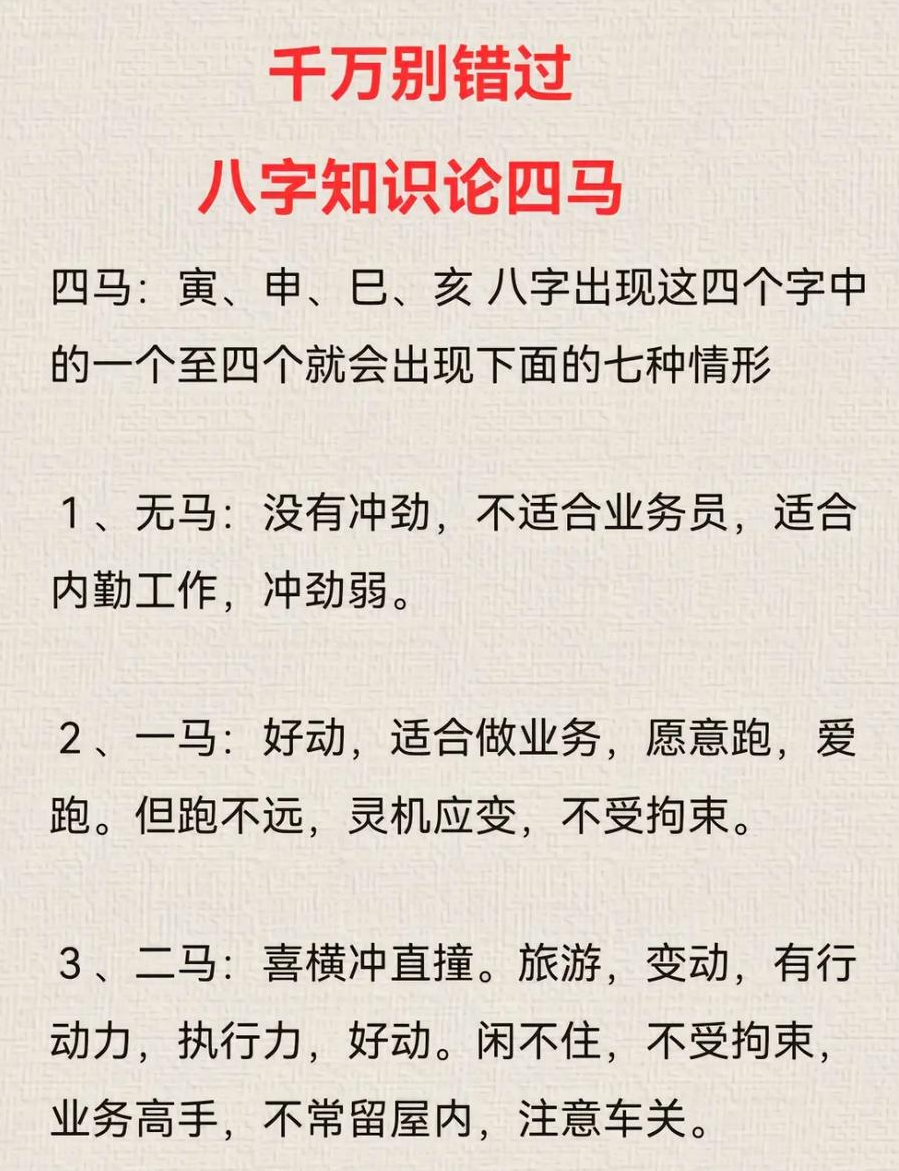 千万别错过
八字知识论四马
四马：寅、申、巳、亥 八字出现这四个字中
的一个至四个就会出现下面的七种情形
1、无马：没有冲劲，不适合业务员，适合
内勤工作，冲劲弱。
2、一马：好动，适合做业务，愿意跑，爱
跑。但跑不远，灵机应变，不受拘束。
3、二马：喜横冲直撞。旅游，变动，有行
动力，执行力，好动。闲不住，不受拘束，
业务高手，不常留屋内，注意车关。